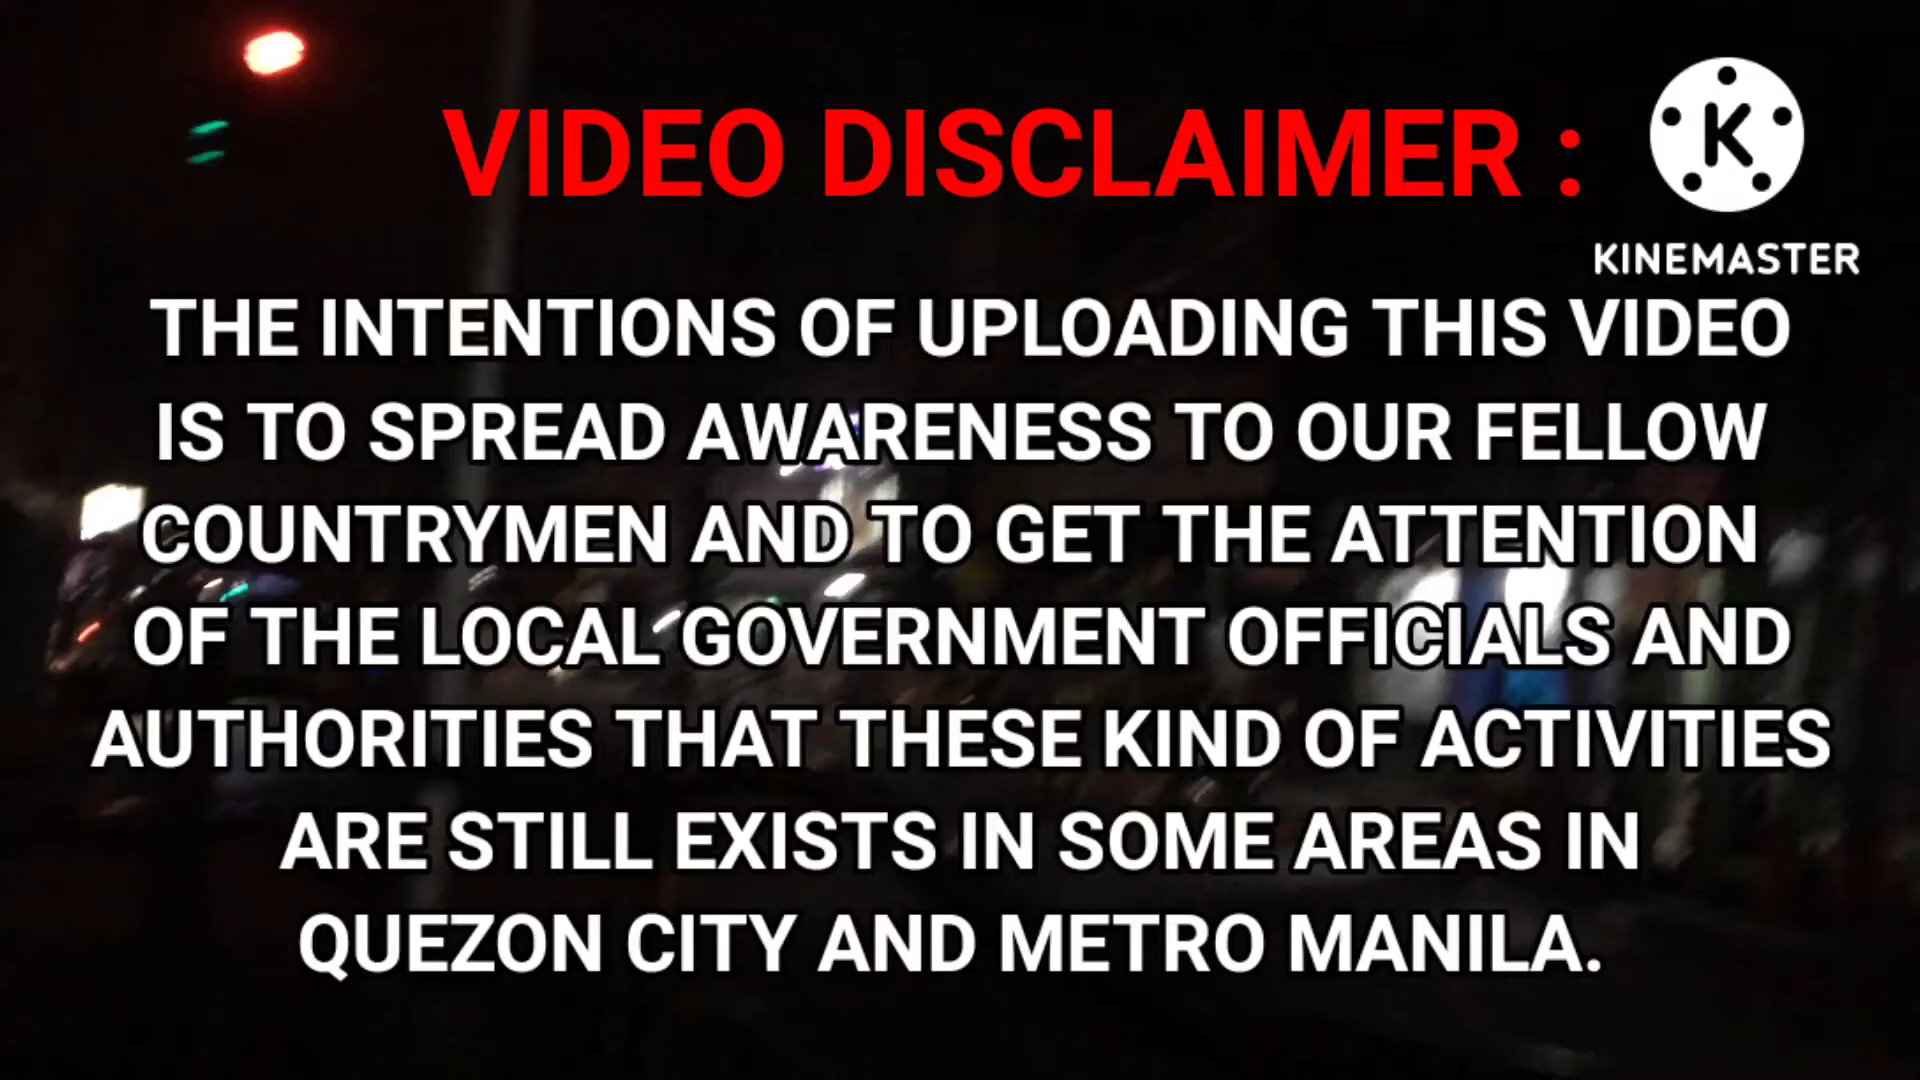 VIDEO DISCLAIMER :
K
KINEMASTER
THE INTENTIONS OF UPLOADING THIS VIDEO
IS TO SPREAD AWARENESS TO OUR FELLOW
COUNTRYMEN AND TO GET THE ATTENTION
OF THE LOCAL GOVERNMENT OFFICIALS AND
AUTHORITIES THAT THESE KIND OF ACTIVITIES
ARE STILL EXISTS IN SOME AREAS IN
QUEZON CITY AND METRO MANILA.